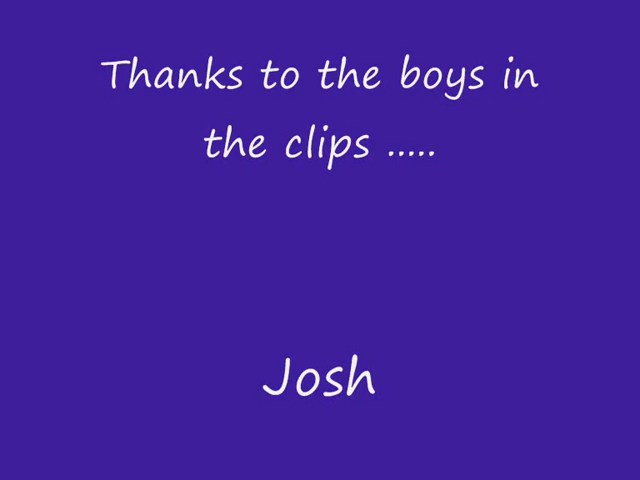 Thanks to the boys in
the clips .....
Josh